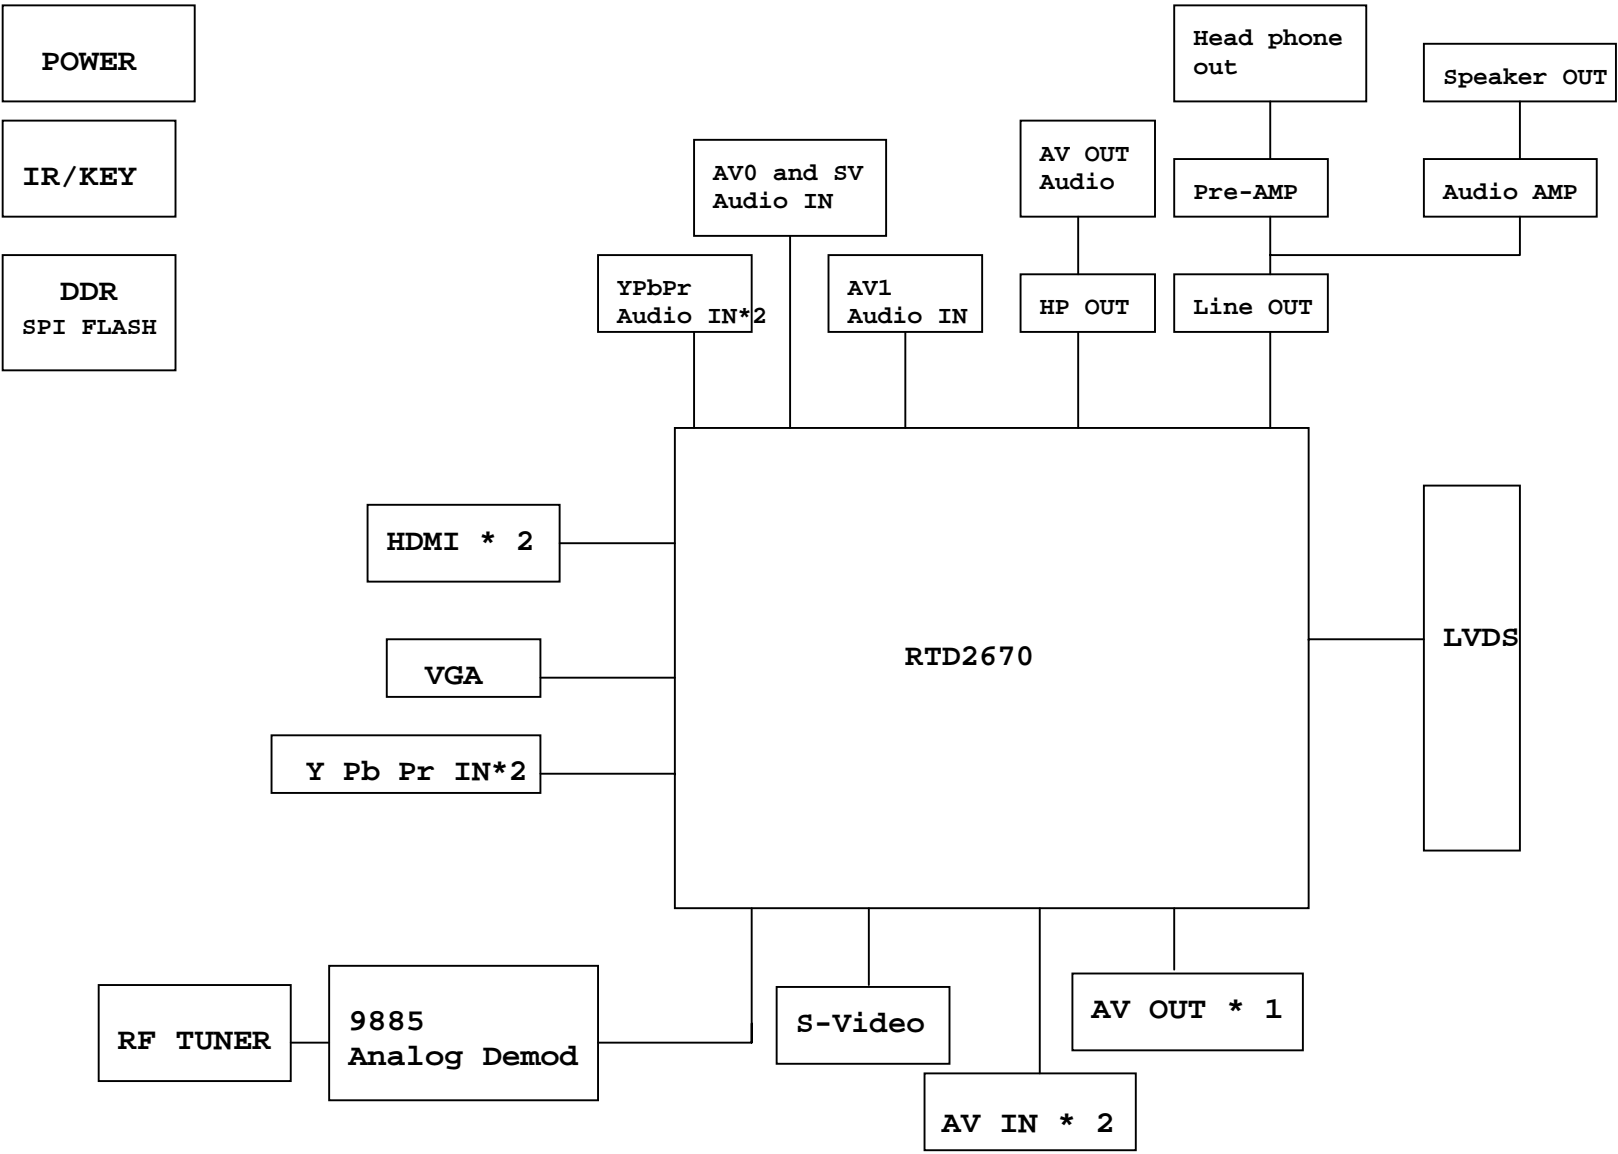 POWER
IR/KEY
DDR
SPI FLASH
Head phone
out
Speaker OUT
AV0 and SV
Audio IN
AV OUT
Audio
Pre-AMP
Audio AMP
YPbPr
Audio IN*2
AV1
Audio IN
HP OUT
Line OUT
HDMI * 2
VGA
Y Pb Pr IN*2
RTD2670
LVDS
RF TUNER
9885
Analog Demod
S-Video
AV OUT * 1
AV IN * 2